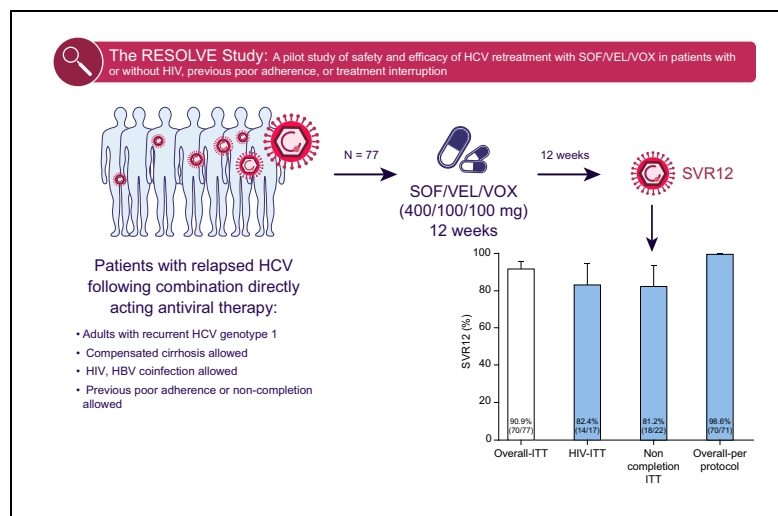 The RESOLVE Study: A pilot study of safety and efficacy of HCV retreatment with SOF/VEL/VOX in patients with
or without HIV, previous poor adherence, or treatment interruption
N = 77
12 weeks
SOF/VEL/VOX
(400/100/100 mg)
12 weeks
SVR12
Patients with relapsed HCV
following combination directly
acting antiviral therapy:
• Adults with recurrent HCV genotype 1
• Compensated cirrhosis allowed
• HIV, HBV coinfection allowed
• Previous poor adherence or non-completion
allowed
SVR12 (%)
100
80
60
40
20
0
90.9%
(70/77)
82.4%
(14/17)
81.2%
(18/22)
98.6%
(70/71)
Overall-ITT
HIV-ITT
Non
completion
ITT
Overall-per
protocol